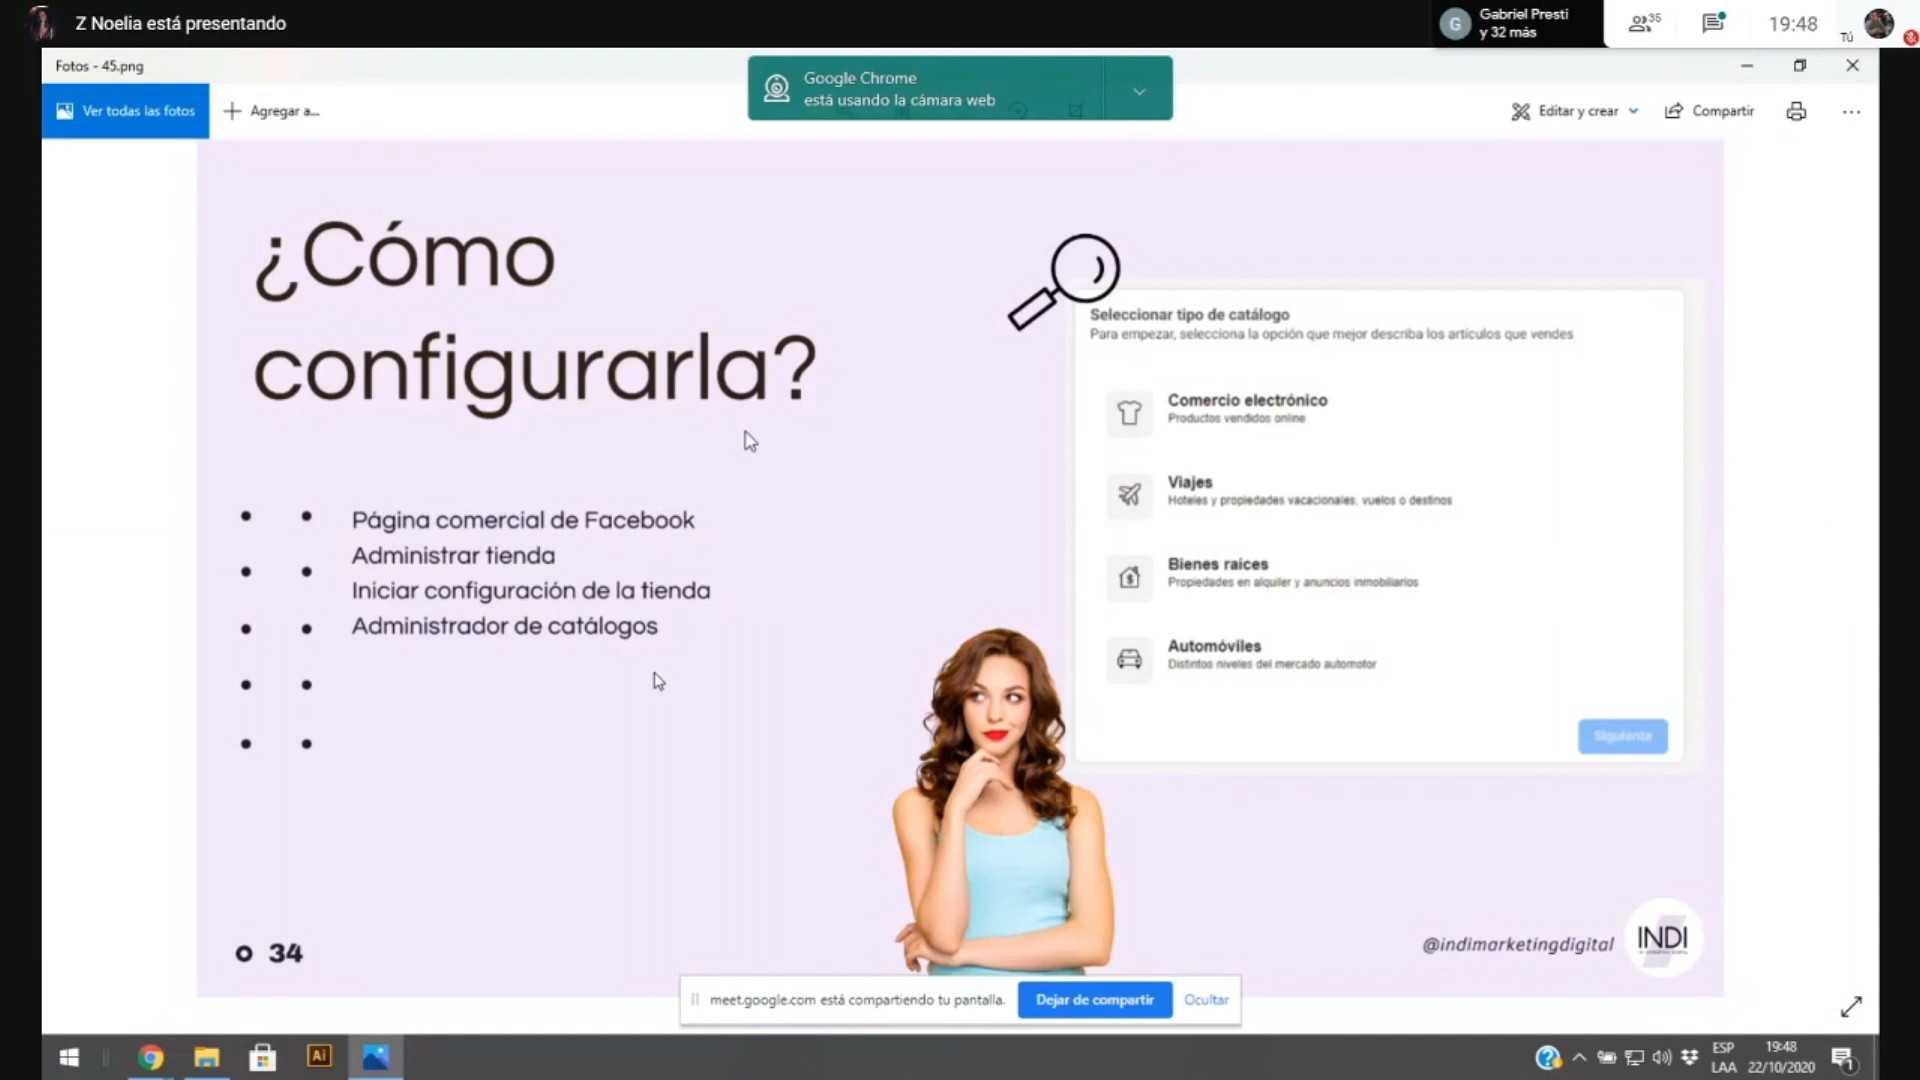 Z Noelia está presentando
G
Gabriel Presti
y 32 más
35
19:48
Tú
Fotos - 45.png
Google Chrome
está usando la cámara web
Ver todas las fotos
Agregar a...
Editar y crear
Compartir
¿Cómo
configurarla?
Seleccionar tipo de catálogo
Para empezar, selecciona la opción que mejor describa los artículos que vendes
Comercio electrónico
Productos vendidos online
Viajes
Hoteles y propiedades vacacionales, vuelos o destinos
Bienes raíces
Propiedades en alquiler y anuncios inmobiliarios
Automóviles
Distintos niveles del mercado automotor
Siguiente
Página comercial de Facebook
Administrar tienda
Iniciar configuración de la tienda
Administrador de catálogos
34
@indimarketingdigital
INDI
meet.google.com está compartiendo tu pantalla.
Dejar de compartir
Ocultar
Ai
ESP
LAA
19:48
22/10/2020
1